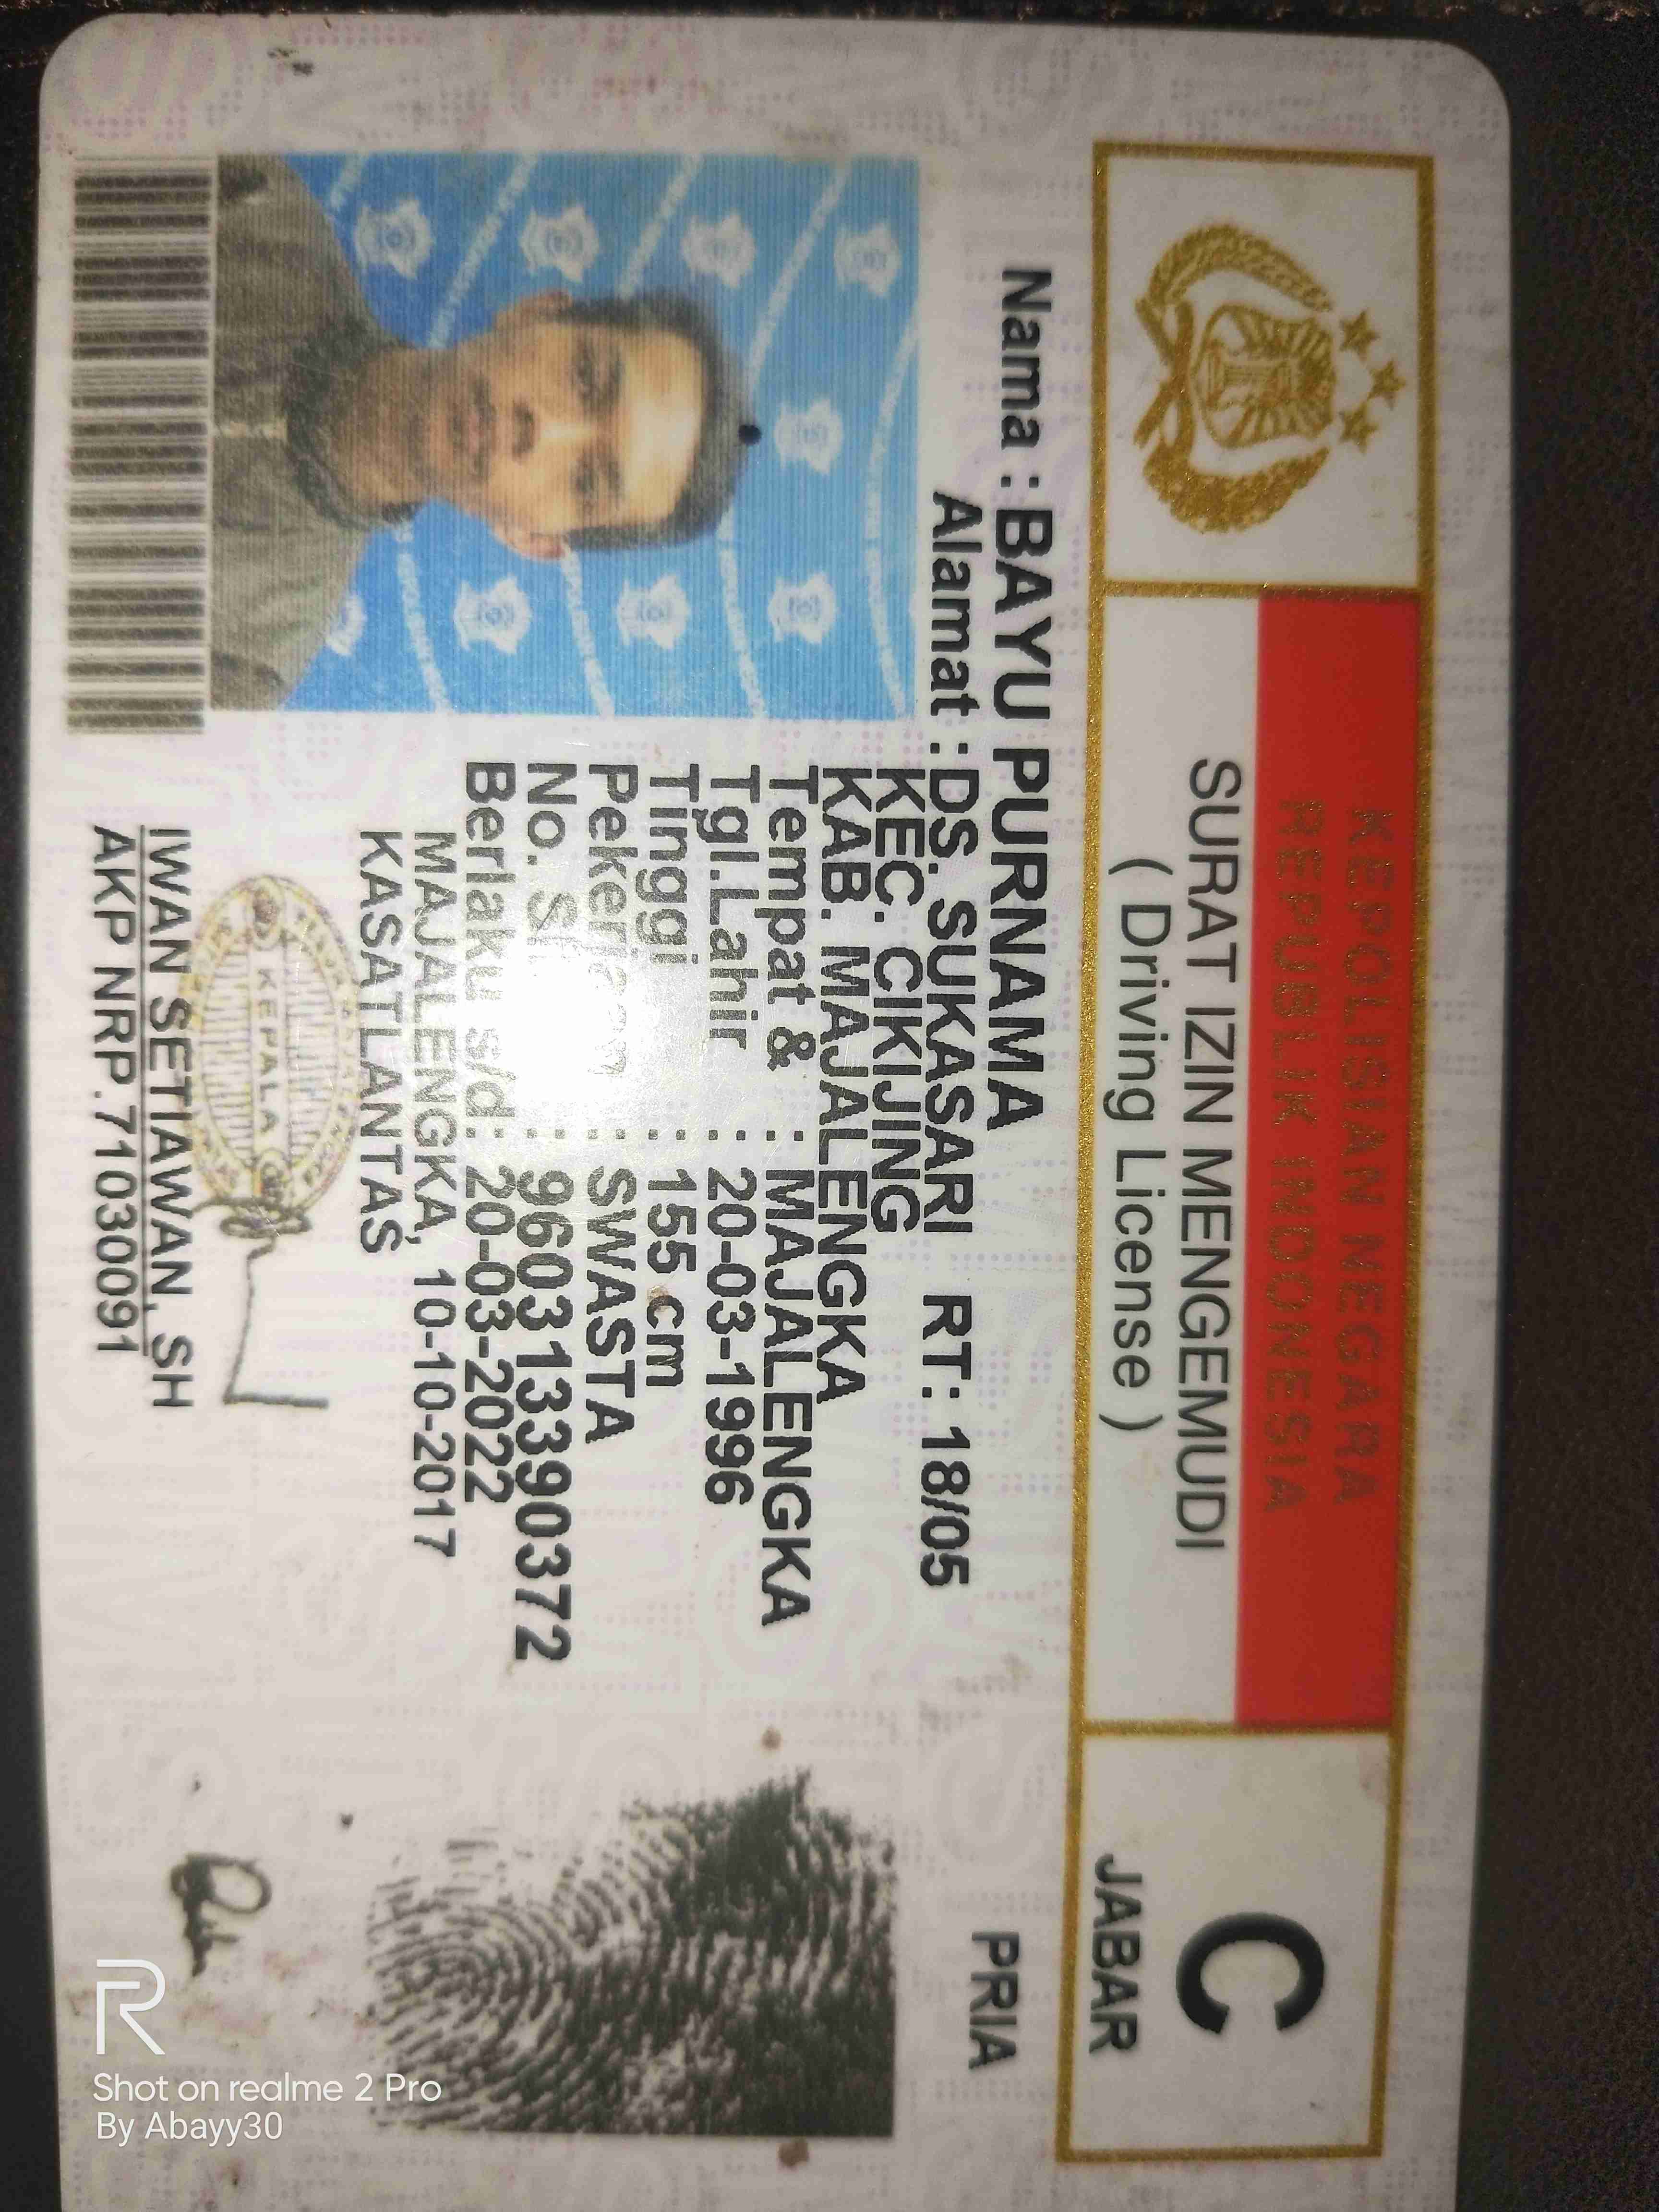 KEPOLISIAN NEGARA
REPUBLIK INDONESIA
SURAT IZIN MENGEMUDI
( Driving License )
C
JABAR
Nama : BAYU PURNAMA
PRIA
Alamat : DS. SUKASARI RT: 18/05
KEC. CIKIJING
KAB. MAJALENGKA
Tempat & : MAJALENGKA
Tgl.Lahir : 20-03-1996
Tinggi : 155 cm
Pekerjaan : SWASTA
No. : 960313390372
Berlaku s/d : 20-03-2022
MAJALENGKA, 10-10-2017
KASATLANTAS
KEPALA
IWAN SETIAWAN, SH
AKP NRP.71030091
R
Shot on realme 2 Pro
By Abayy30